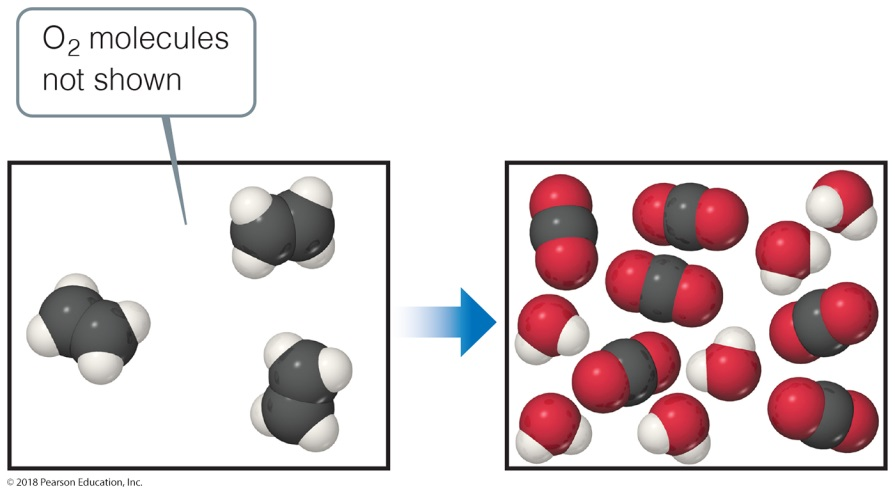 O₂ molecules
not shown
© 2018 Pearson Education, Inc.